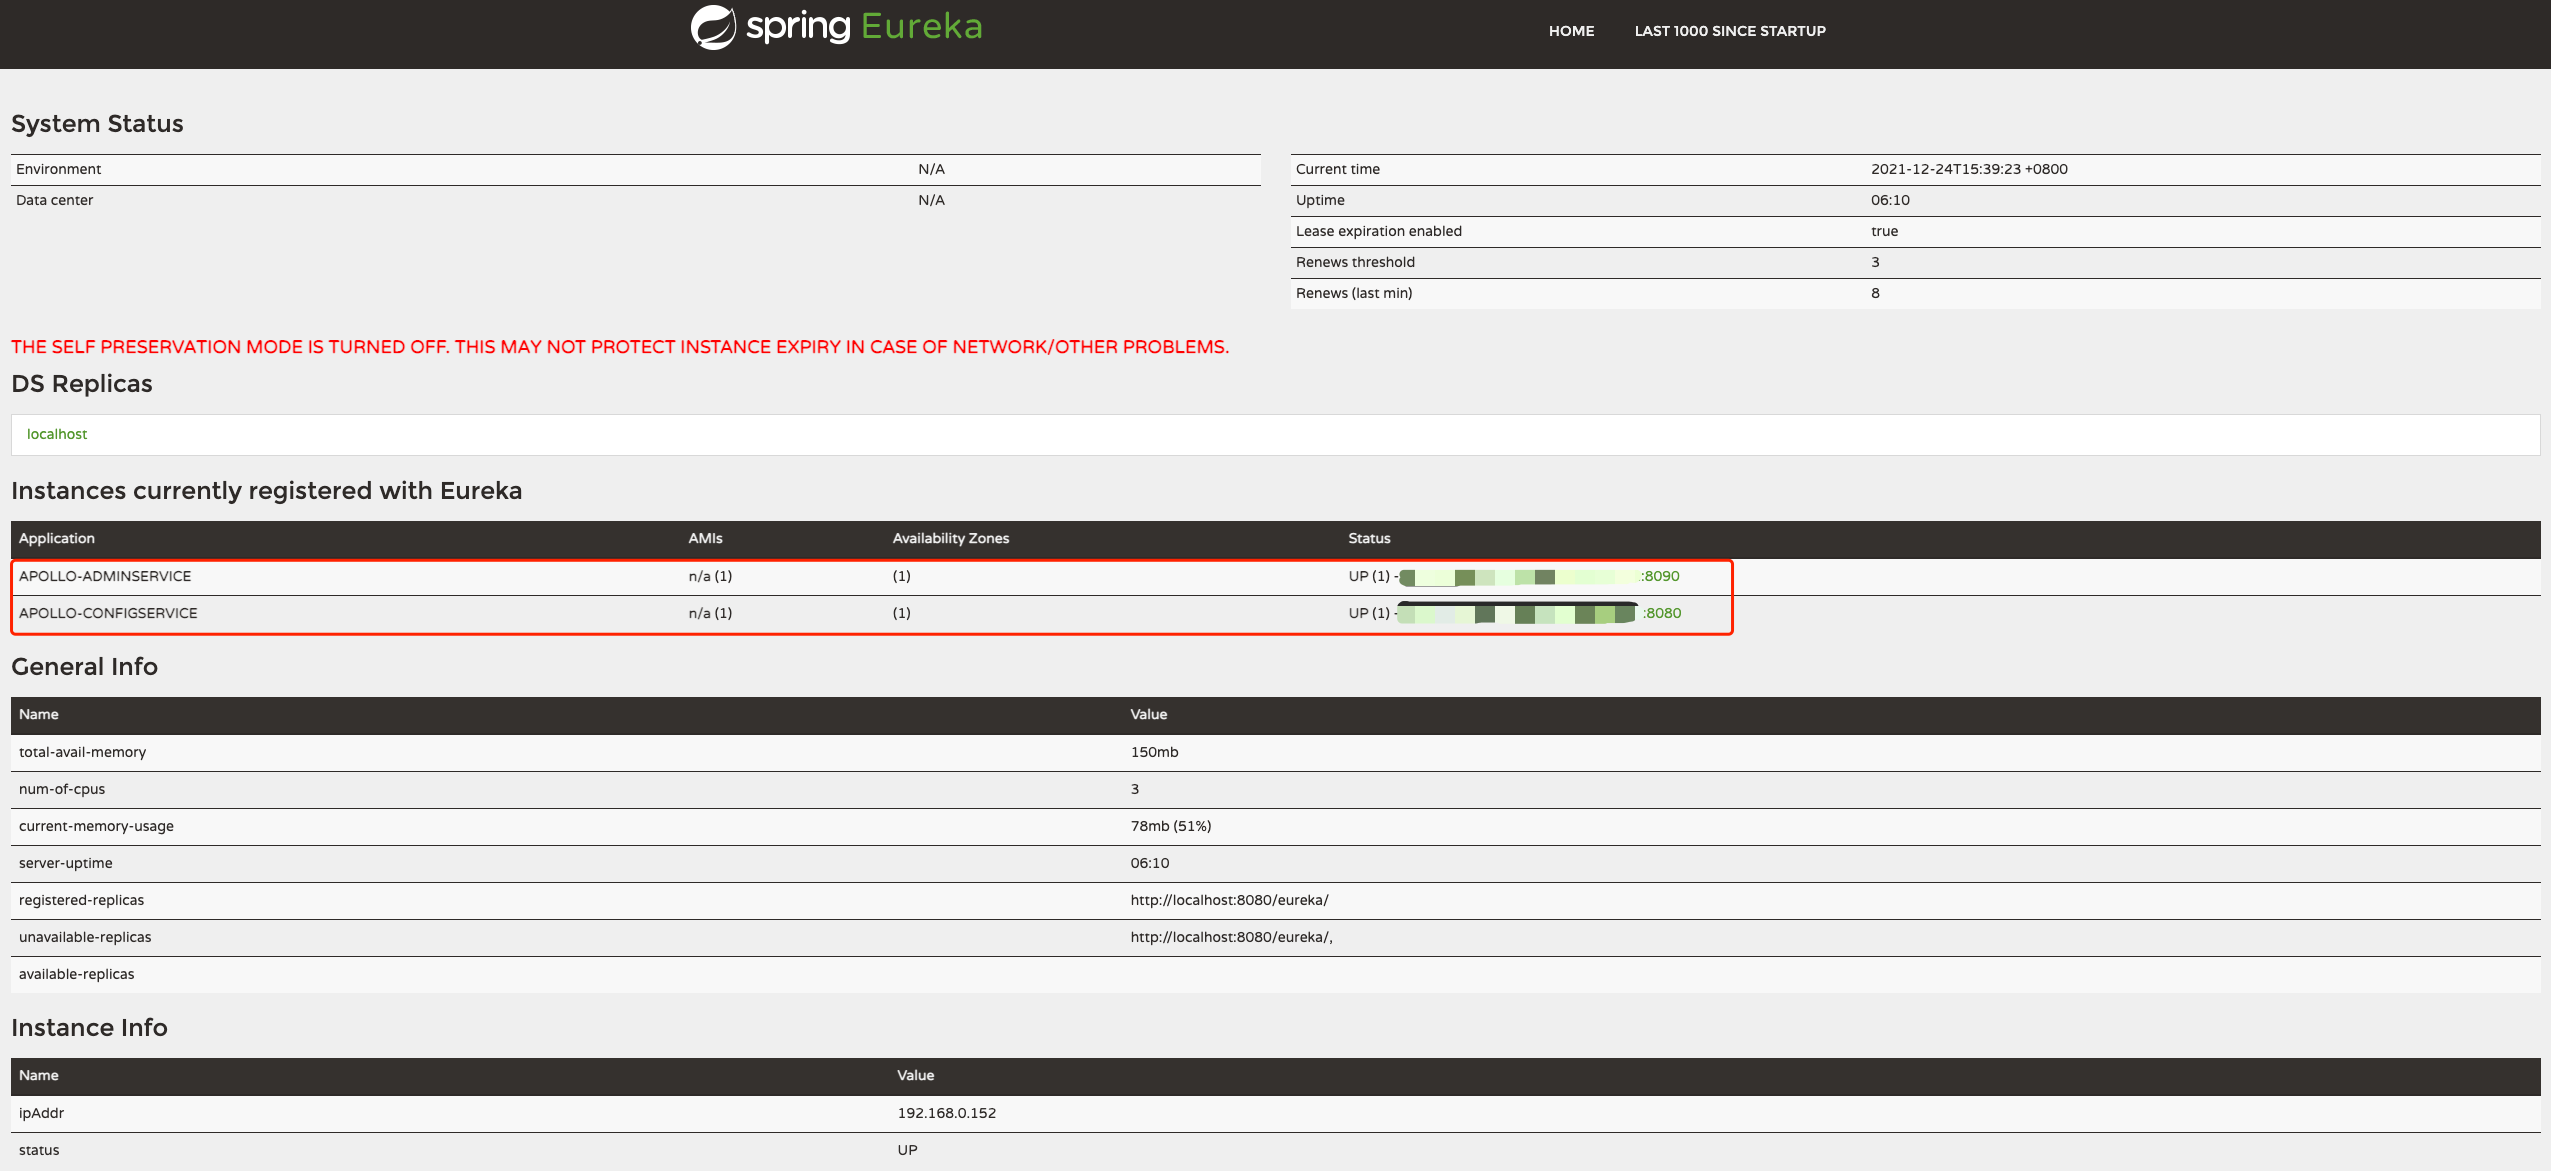 spring Eureka
HOME LAST 1000 SINCE STARTUP
System Status
Environment N/A
Data center N/A
Current time 2021-12-24T15:39:23 +0800
Uptime 06:10
Lease expiration enabled true
Renews threshold 3
Renews (last min) 8
THE SELF PRESERVATION MODE IS TURNED OFF. THIS MAY NOT PROTECT INSTANCE EXPIRY IN CASE OF NETWORK/OTHER PROBLEMS.
DS Replicas
localhost
Instances currently registered with Eureka
Application AMIs Availability Zones Status
APOLLO-ADMINSERVICE n/a (1) (1) UP (1) - :8090
APOLLO-CONFIGSERVICE n/a (1) (1) UP (1) - :8080
General Info
Name Value
total-avail-memory 150mb
num-of-cpus 3
current-memory-usage 78mb (51%)
server-uptime 06:10
registered-replicas http://localhost:8080/eureka/
unavailable-replicas http://localhost:8080/eureka/,
available-replicas
Instance Info
Name Value
ipAddr 192.168.0.152
status UP